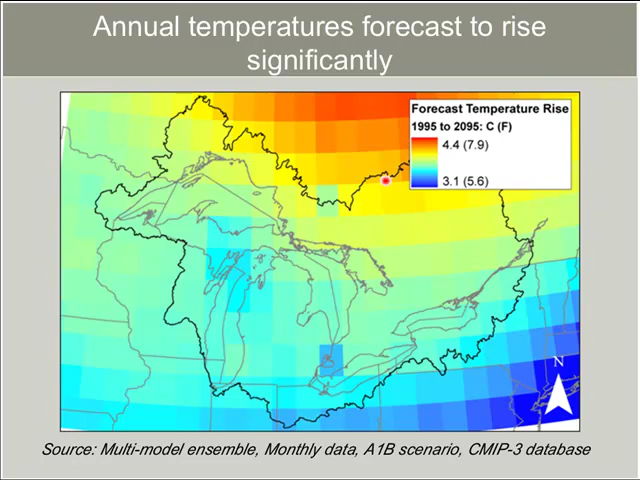 Annual temperatures forecast to rise
significantly
Forecast Temperature Rise
1995 to 2095: C (F)
4.4 (7.9)
3.1 (5.6)
N
Source: Multi-model ensemble, Monthly data, A1B scenario, CMIP-3 database